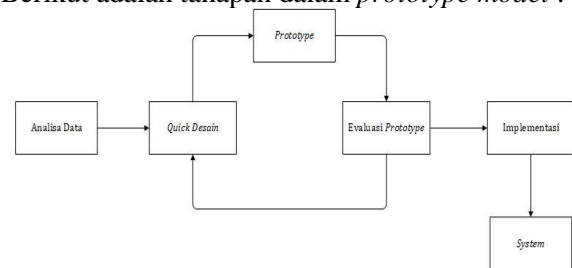 Berikut adalah tahapan dalam prototype model :
Prototype
Analisa Data
Quick Desain
Evaluasi Prototype
Implementasi
System